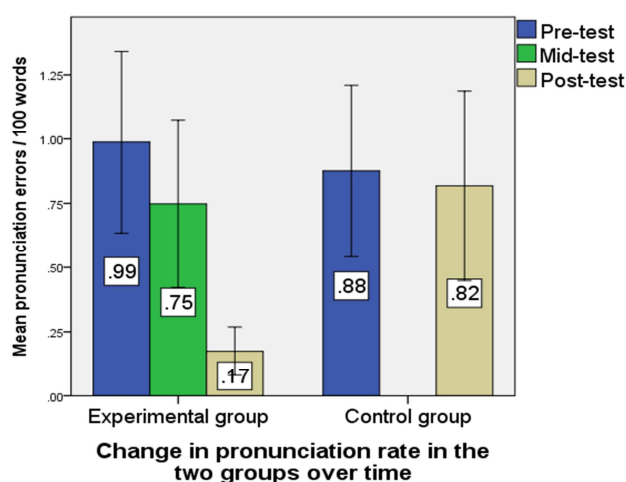 Pre-test
Mid-test
Post-test
Mean pronunciation errors / 100 words
1.25
1.00
.75
.50
.25
.00
.99
.75
.17
.88
.82
Experimental group
Control group
Change in pronunciation rate in the
two groups over time